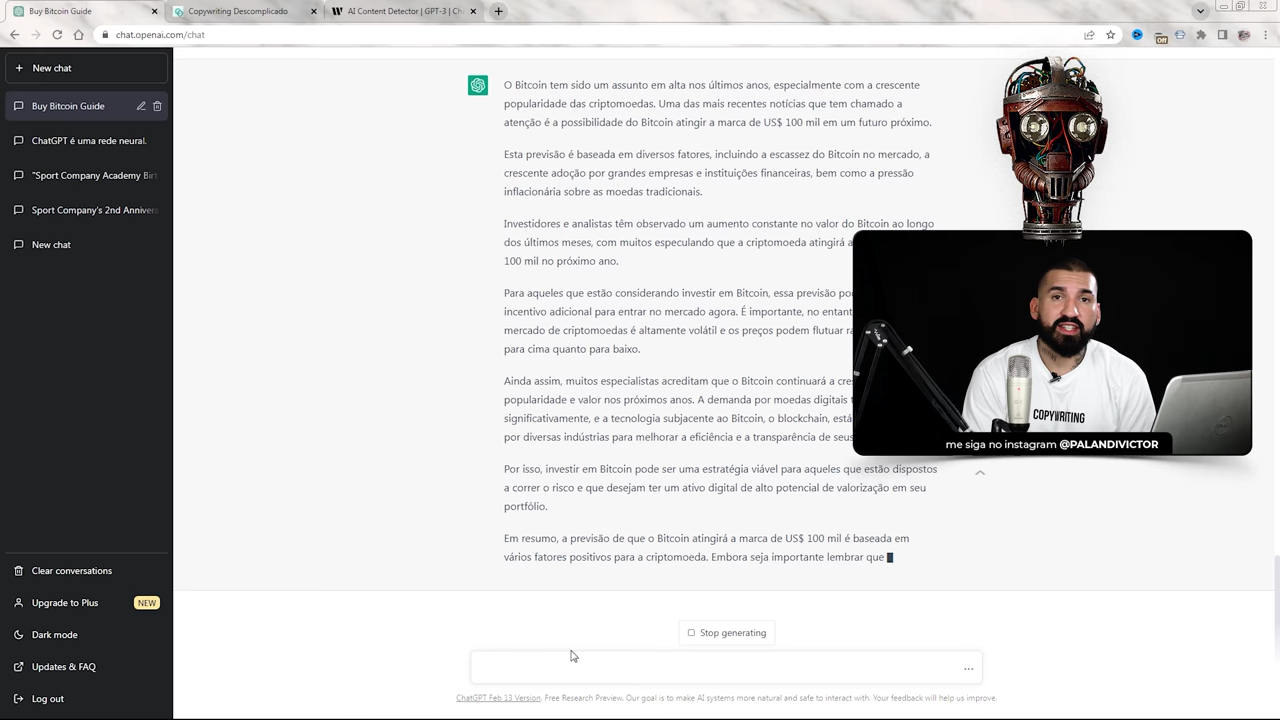 Buy Bitcoin Guide
Copywriting Descomplicado
AI Content Detector | GPT-3 | Ch
chat.openai.com/chat
Off
New chat
Buy Bitcoin Guide
ChatGPT é uma rede neural.
"Sport Company Academy Birt
Sport Company's 2nd Annivers
New chat
O Bitcoin tem sido um assunto em alta nos últimos anos, especialmente com a crescente
popularidade das criptomoedas. Uma das mais recentes notícias que tem chamado a
atenção é a possibilidade do Bitcoin atingir a marca de US$ 100 mil em um futuro próximo.
Esta previsão é baseada em diversos fatores, incluindo a escassez do Bitcoin no mercado, a
crescente adoção por grandes empresas e instituições financeiras, bem como a pressão
inflacionária sobre as moedas tradicionais.
Investidores e analistas têm observado um aumento constante no valor do Bitcoin ao longo
dos últimos meses, com muitos especulando que a criptomoeda atingirá a
100 mil no próximo ano.
Para aqueles que estão considerando investir em Bitcoin, essa previsão
incentivo adicional para entrar no mercado agora. É importante, no
mercado de criptomoedas é altamente volátil e os preços podem flutuar
para cima quanto para baixo.
Ainda assim, muitos especialistas acreditam que o Bitcoin continuará a
popularidade e valor nos próximos anos. A demanda por moedas digitais
significativamente, e a tecnologia subjacente ao Bitcoin, o blockchain, está
por diversas indústrias para melhorar a eficiência e a transparência de
Por isso, investir em Bitcoin pode ser uma estratégia viável para aqueles que estão dispostos
a correr o risco e que desejam ter um ativo digital de alto potencial de valorização em seu
portfólio.
Em resumo, a previsão de que o Bitcoin atingirá a marca de US$ 100 mil é baseada em
vários fatores positivos para a criptomoeda. Embora seja importante lembrar que
COPYWRITING
me siga no instagram @PALANDIVICTOR
Clear conversations
Upgrade to Plus NEW
Dark mode
Updates & FAQ
Log out
Stop generating
ChatGPT Feb 13 Version. Free Research Preview. Our goal is to make AI systems more natural and safe to interact with. Your feedback will help us improve.